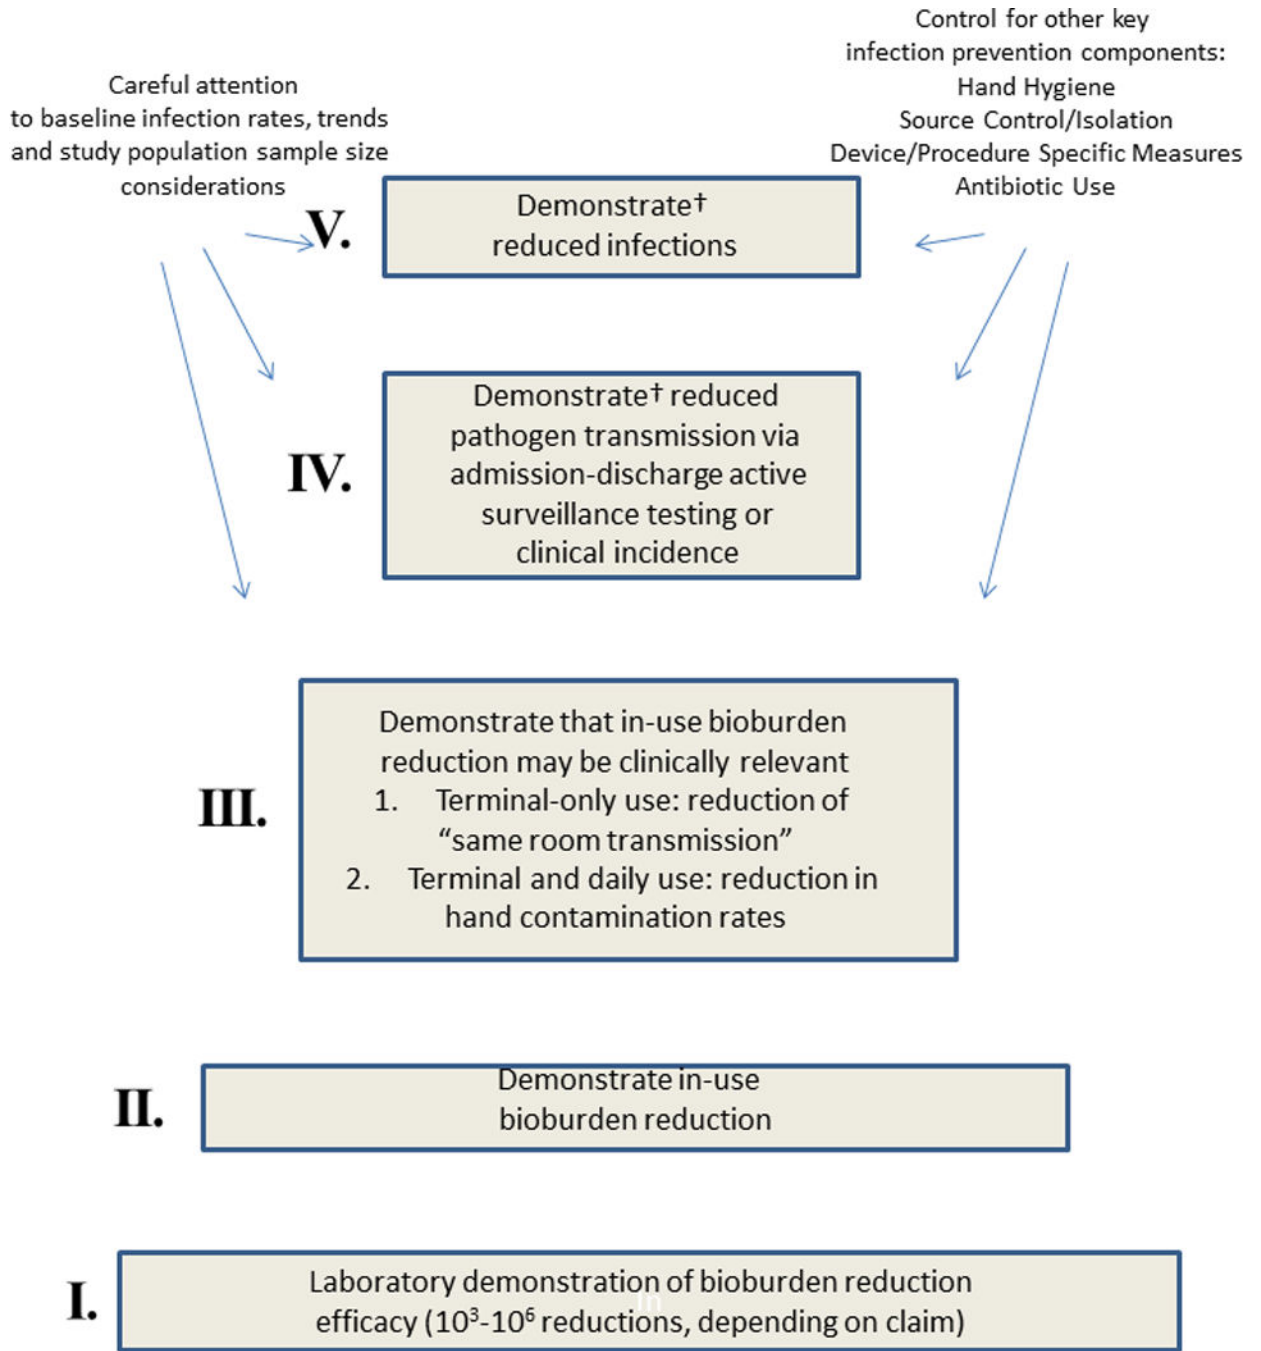 Control for other key
infection prevention components:
Hand Hygiene
Source Control/Isolation
Device/Procedure Specific Measures
Antibiotic Use
Careful attention
to baseline infection rates, trends
and study population sample size
considerations
V.
Demonstrate†
reduced infections
IV.
Demonstrate† reduced
pathogen transmission via
admission-discharge active
surveillance testing or
clinical incidence
III.
Demonstrate that in-use bioburden
reduction may be clinically relevant
1. Terminal-only use: reduction of
“same room transmission”
2. Terminal and daily use: reduction in
hand contamination rates
II.
Demonstrate in-use
bioburden reduction
I.
Laboratory demonstration of bioburden reduction
In
efficacy (10³-10⁶ reductions, depending on claim)